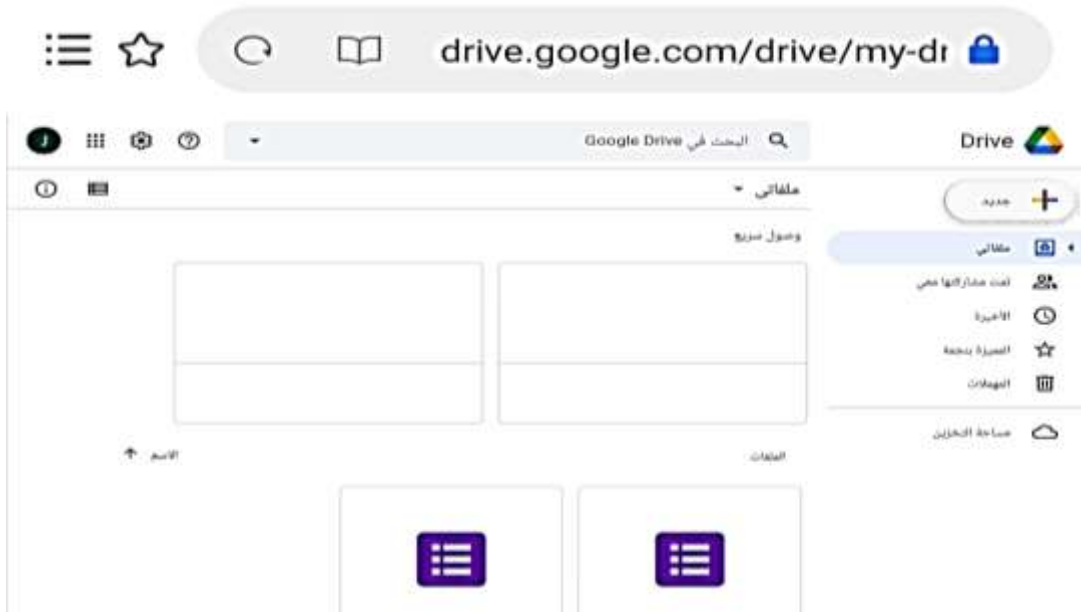 drive.google.com/drive/my-dr
Drive
البحث في Google Drive
J
جديد
ملفاتي
ملفاتي
تمت مشاركتها معي
الأخيرة
المميزة بنجمة
المهملات
مساحة التخزين
وصول سريع
الملفات
الاسم